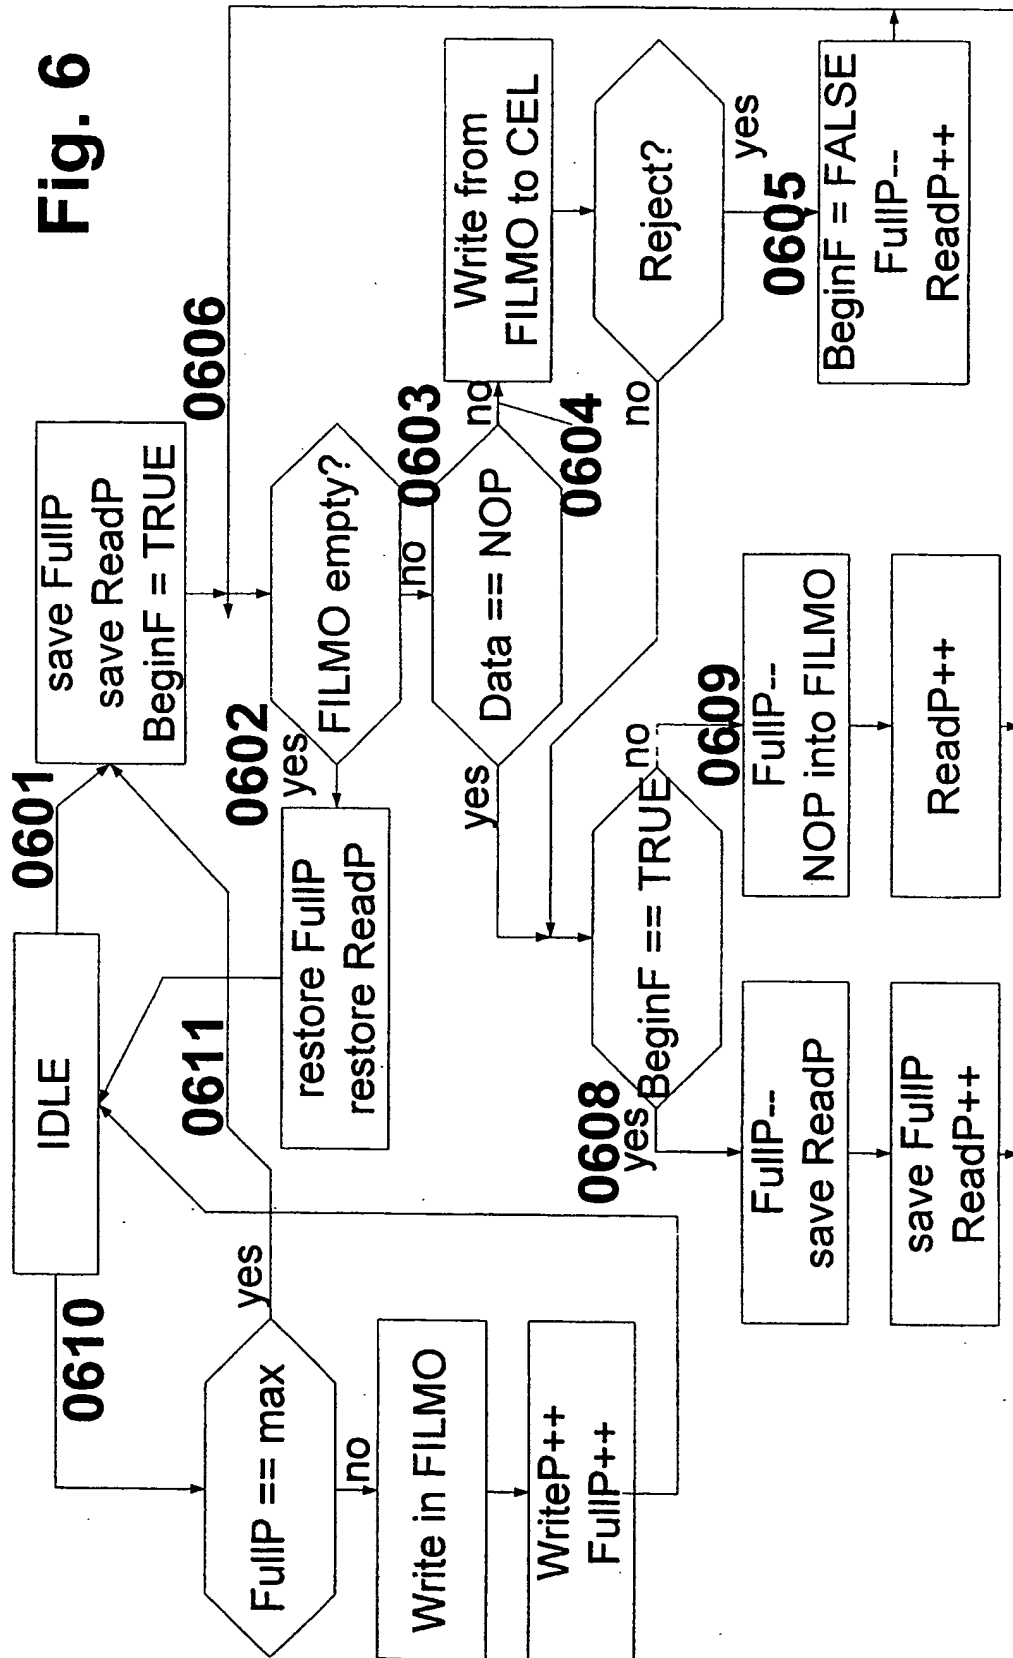 Fig. 6
IDLE
0610
0601
FullP == max
yes
no
Write in FILMO
WriteP++
FullP++
0611
save FullP
save ReadP
BeginF = TRUE
0606
FILMO empty?
0602
yes
no
restore FullP
restore ReadP
0603
Data == NOP
yes
no
0604
Write from
FILMO to CEL
Reject?
no
yes
0605
BeginF = FALSE
FullP--
ReadP++
BeginF == TRUE
0608
yes
no
0609
FullP--
save ReadP
save FullP
ReadP++
FullP--
NOP into FILMO
ReadP++